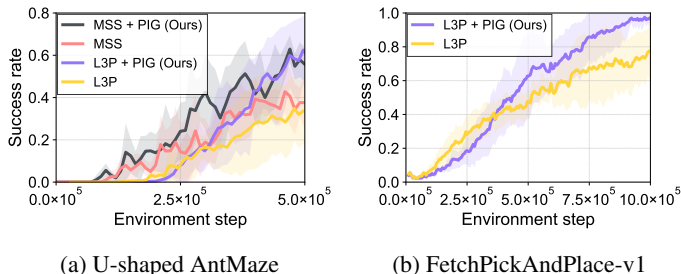 0.8
0.6
0.4
0.2
0.0
Success rate
MSS + PIG (Ours)
MSS
L3P + PIG (Ours)
L3P
0.0×10^5 2.5×10^5 5.0×10^5
Environment step
(a) U-shaped AntMaze
1.0
0.8
0.6
0.4
0.2
0.0
Success rate
L3P + PIG (Ours)
L3P
0.0×10^5 2.5×10^5 5.0×10^5 7.5×10^5 10.0×10^5
Environment step
(b) FetchPickAndPlace-v1